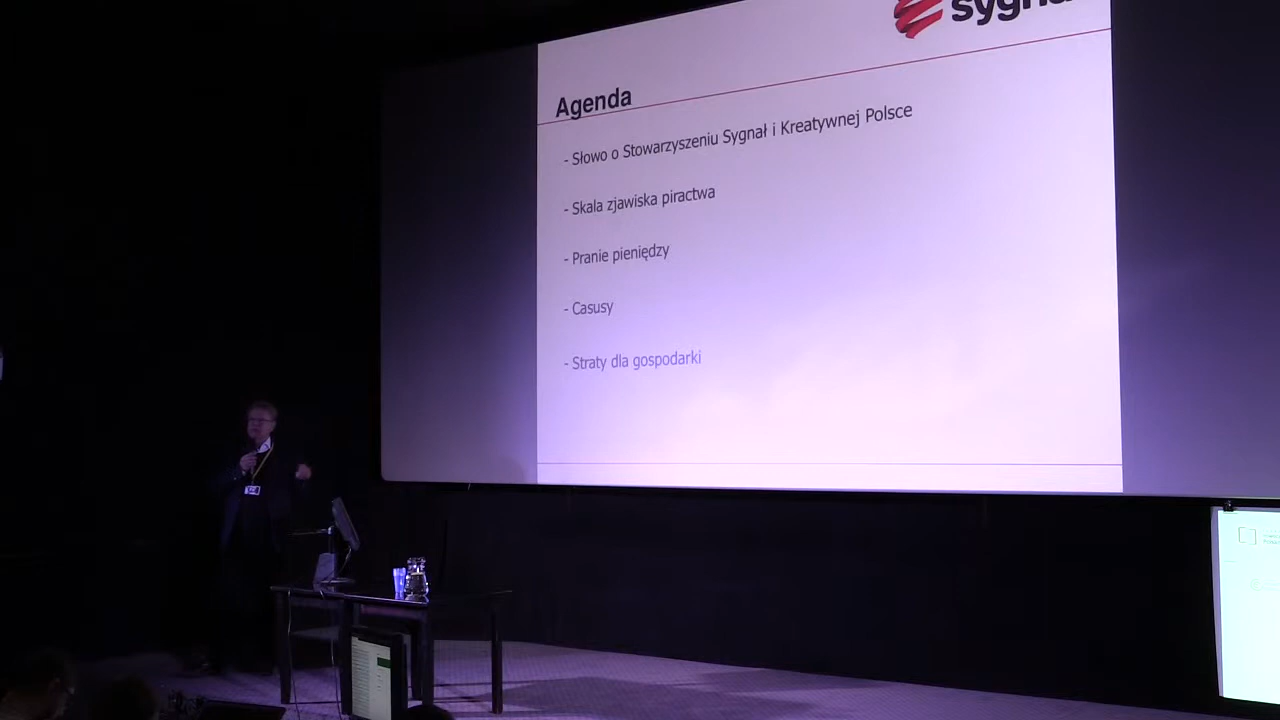 Agenda
- Słowo o Stowarzyszeniu Sygnał i Kreatywnej Polsce
- Skala zjawiska piractwa
- Pranie pieniędzy
- Casusy
- Straty dla gospodarki